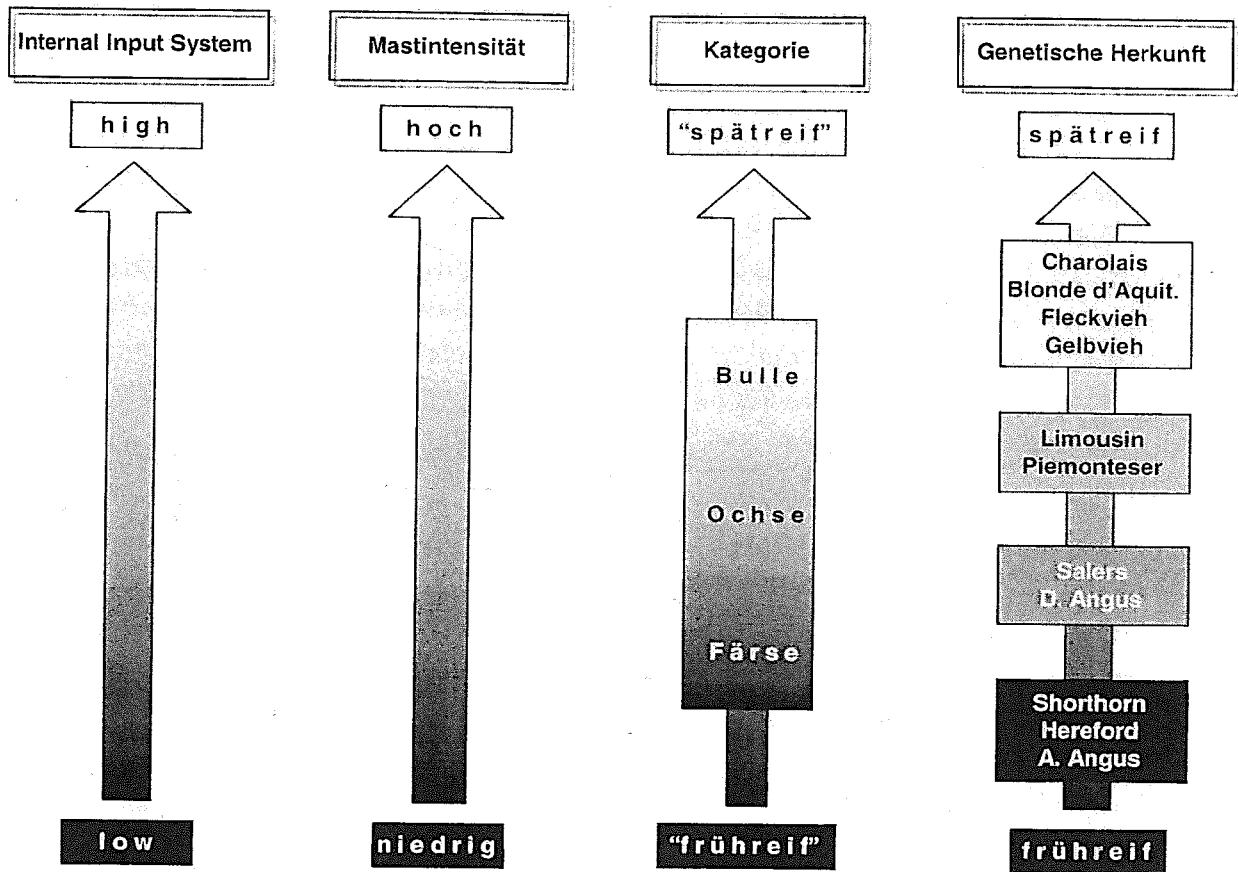 Internal Input System
Mastintensität
Kategorie
Genetische Herkunft
high
hoch
"spätreif"
spätreif
Charolais
Blonde d'Aquit.
Fleckvieh
Gelbvieh
Bulle
Limousin
Piemonteser
Ochse
Salers
D. Angus
Färse
Shorthorn
Hereford
A. Angus
low
niedrig
"frühreif"
frühreif